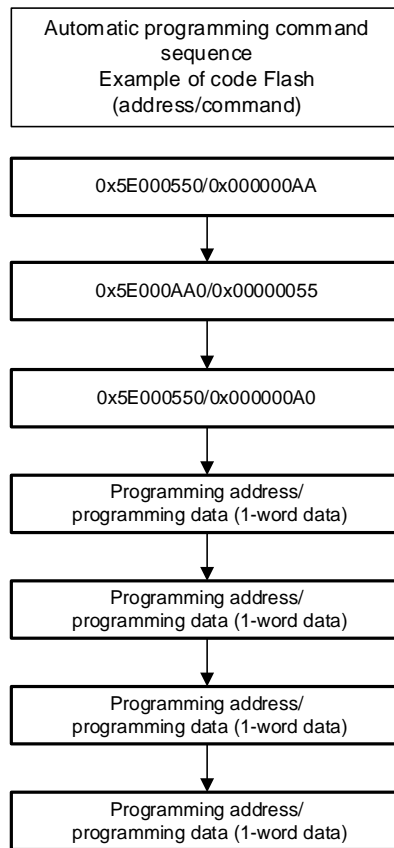 Automatic programming command
sequence
Example of code Flash
(address/command)
0x5E000550/0x000000AA
0x5E000AA0/0x00000055
0x5E000550/0x000000A0
Programming address/
programming data (1-word data)
Programming address/
programming data (1-word data)
Programming address/
programming data (1-word data)
Programming address/
programming data (1-word data)